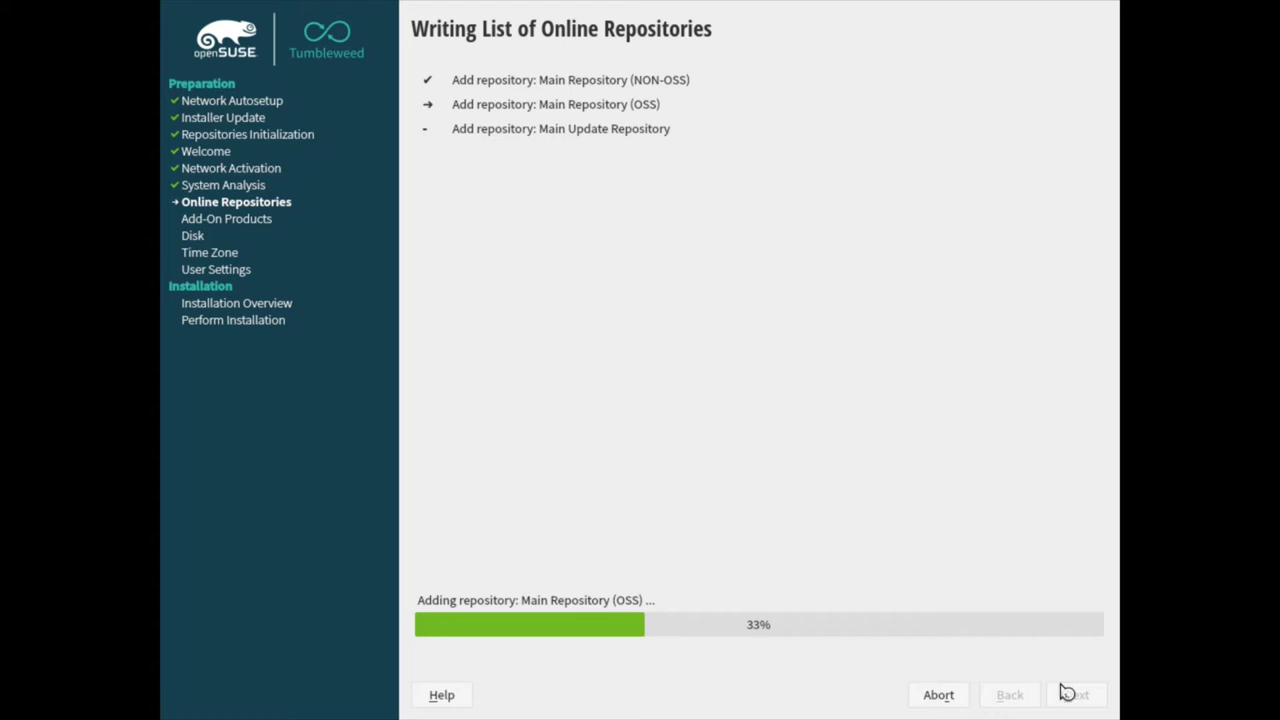 openSUSE
Tumbleweed
Preparation
Network Autosetup
Installer Update
Repositories Initialization
Welcome
Network Activation
System Analysis
Online Repositories
Add-On Products
Disk
Time Zone
User Settings
Installation
Installation Overview
Perform Installation
Writing List of Online Repositories
✔ Add repository: Main Repository (NON-OSS)
➔ Add repository: Main Repository (OSS)
- Add repository: Main Update Repository
Adding repository: Main Repository (OSS) ...
33%
Help
Abort
Back